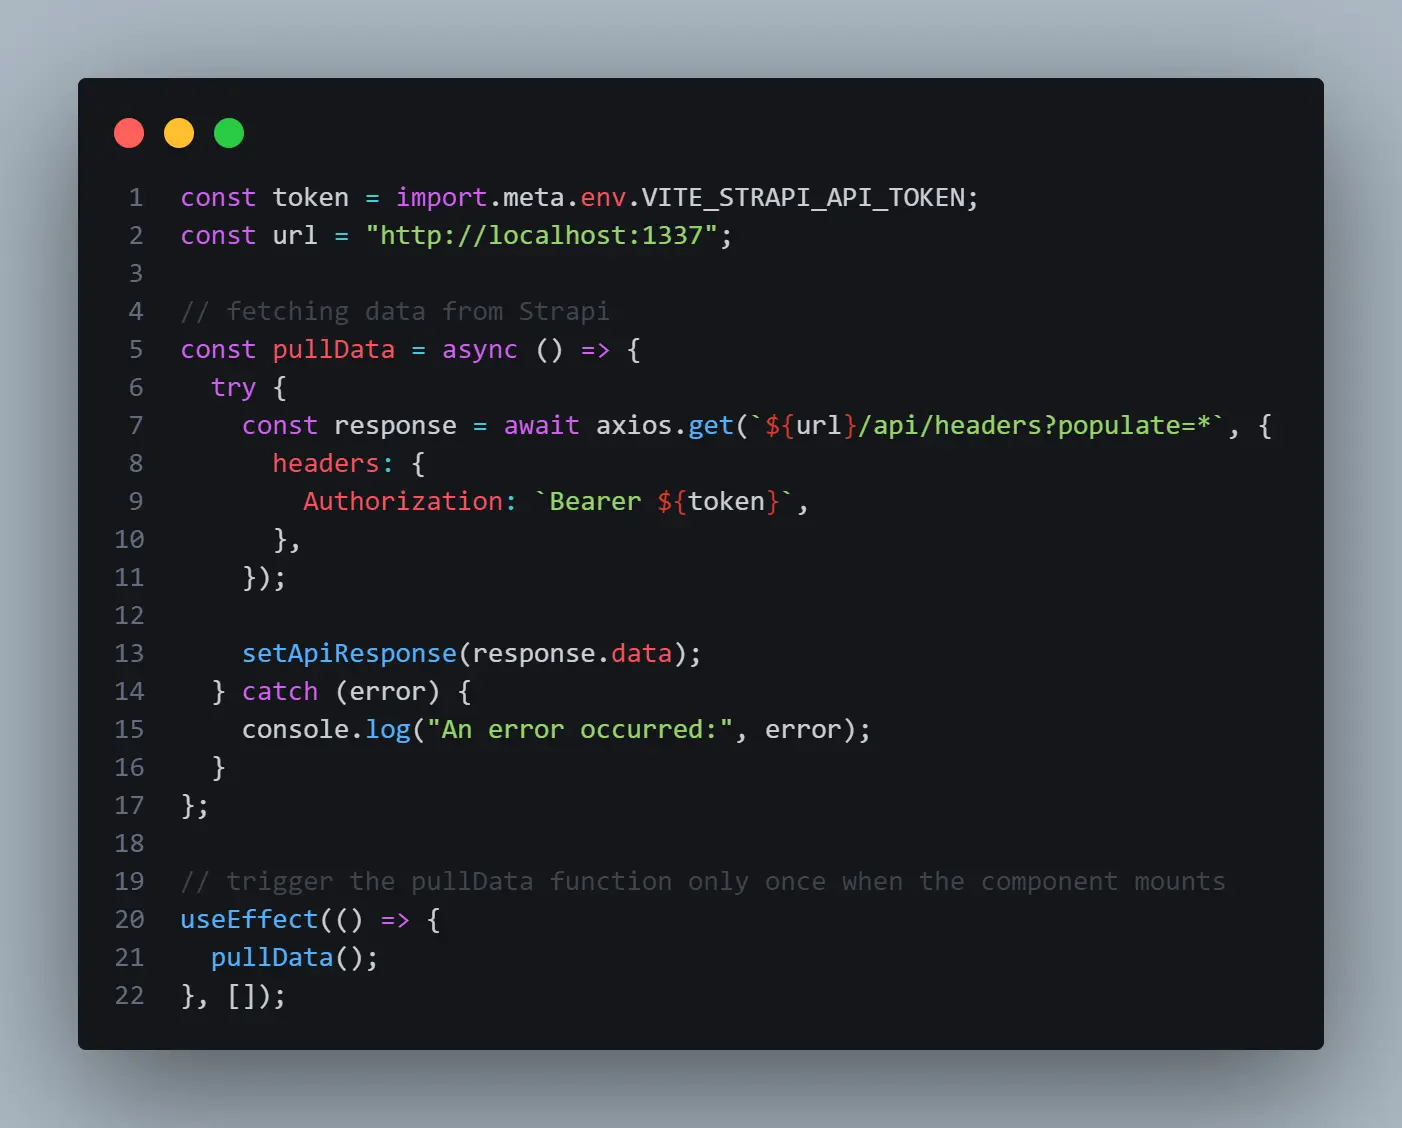 1 const token = import.meta.env.VITE_STRAPI_API_TOKEN;
2 const url = "http://localhost:1337";
3
4 // fetching data from Strapi
5 const pullData = async () => {
6   try {
7     const response = await axios.get(`${url}/api/headers?populate=*`, {
8       headers: {
9         Authorization: `Bearer ${token}`,
10       },
11     });
12
13     setApiResponse(response.data);
14   } catch (error) {
15     console.log("An error occurred:", error);
16   }
17 };
18
19 // trigger the pullData function only once when the component mounts
20 useEffect(() => {
21   pullData();
22 }, []);